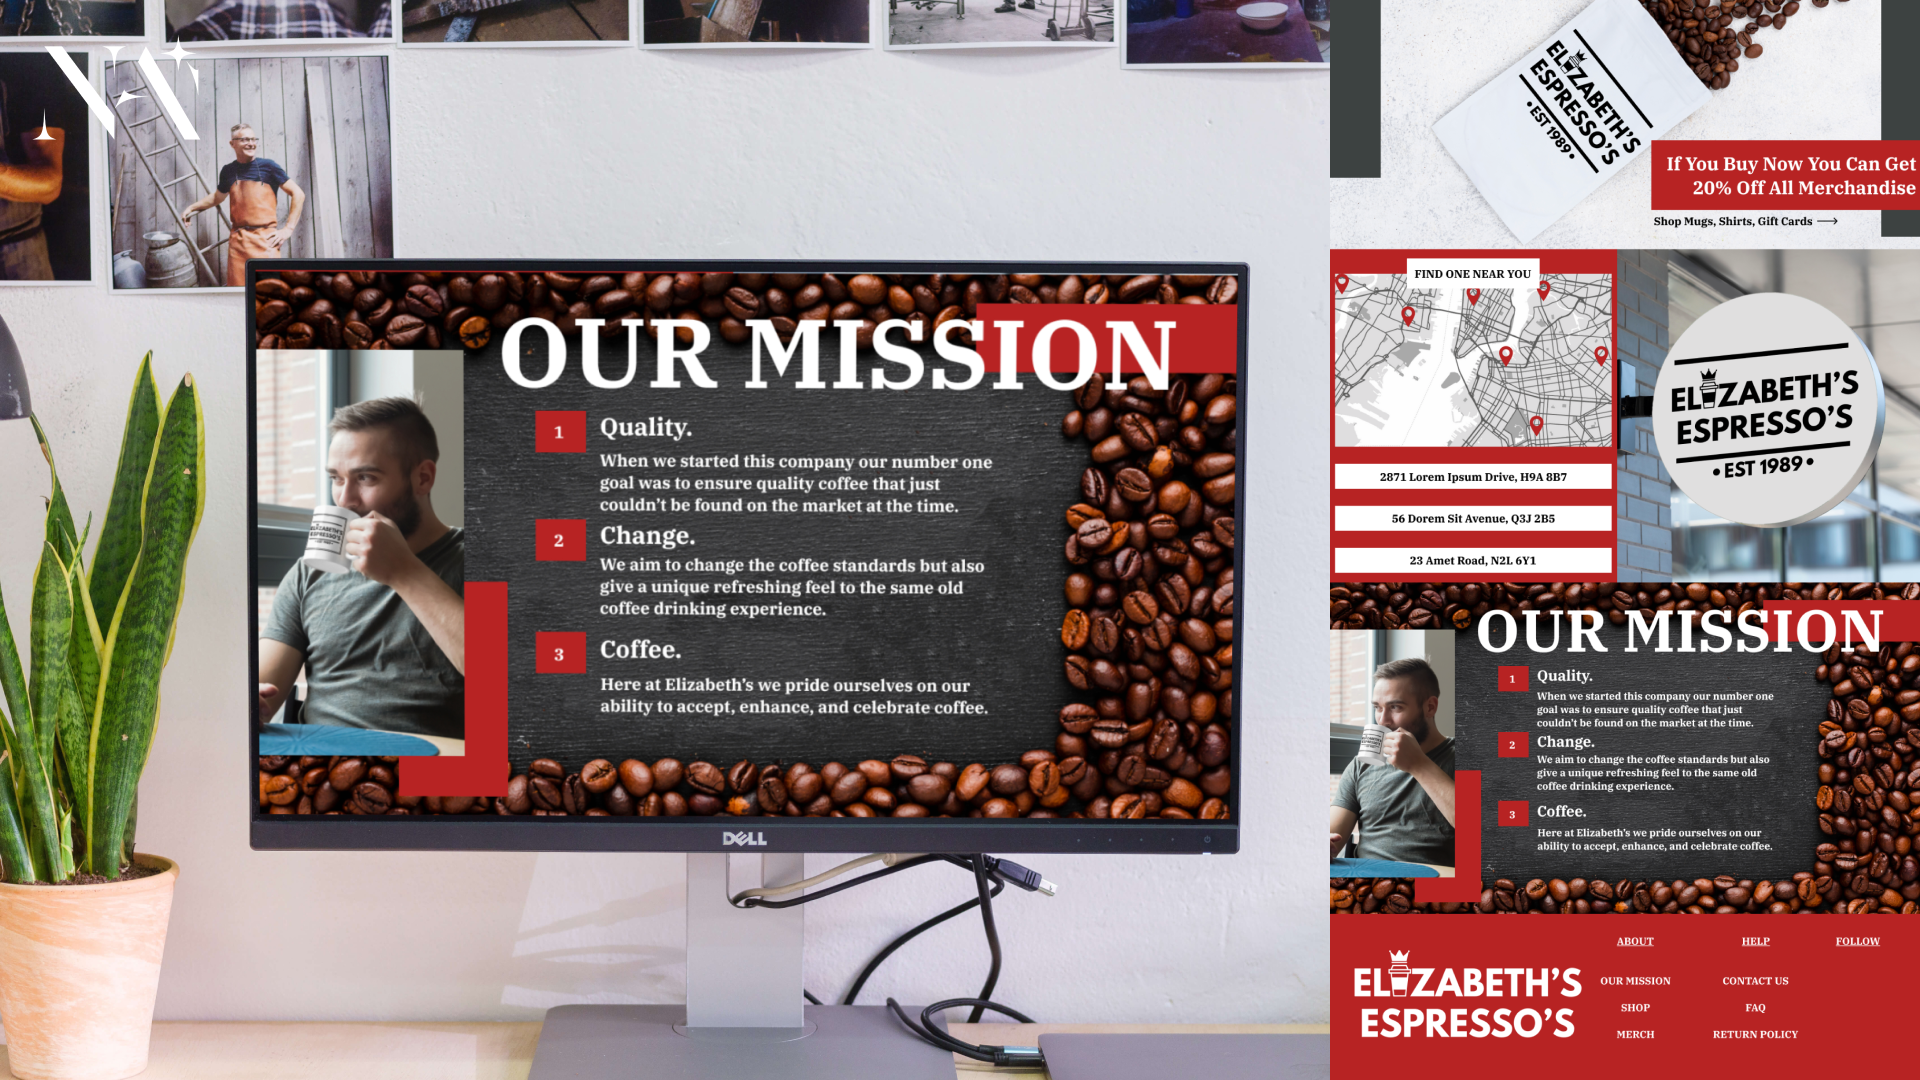 OUR MISSION
1
Quality.
When we started this company our number one
goal was to ensure quality coffee that just
couldn't be found on the market at the time.
2
Change.
We aim to change the coffee standards but also
give a unique refreshing feel to the same old
coffee drinking experience.
3
Coffee.
Here at Elizabeth's we pride ourselves on our
ability to accept, enhance, and celebrate coffee.
ELIZABETH'S
ESPRESSO'S
DELL
ELIZABETH'S
ESPRESSO'S
•EST 1989•
If You Buy Now You Can Get
20% Off All Merchandise
Shop Mugs, Shirts, Gift Cards
FIND ONE NEAR YOU
2871 Lorem Ipsum Drive, H9A 8B7
56 Dorem Sit Avenue, Q3J 2B5
23 Amet Road, N2L 6Y1
ELIZABETH'S
ESPRESSO'S
• EST 1989 •
OUR MISSION
1
Quality.
When we started this company our number one
goal was to ensure quality coffee that just
couldn't be found on the market at the time.
2
Change.
We aim to change the coffee standards but also
give a unique refreshing feel to the same old
coffee drinking experience.
3
Coffee.
Here at Elizabeth's we pride ourselves on our
ability to accept, enhance, and celebrate coffee.
ELIZABETH'S
ESPRESSO'S
ABOUT
OUR MISSION
SHOP
MERCH
HELP
CONTACT US
FAQ
RETURN POLICY
FOLLOW